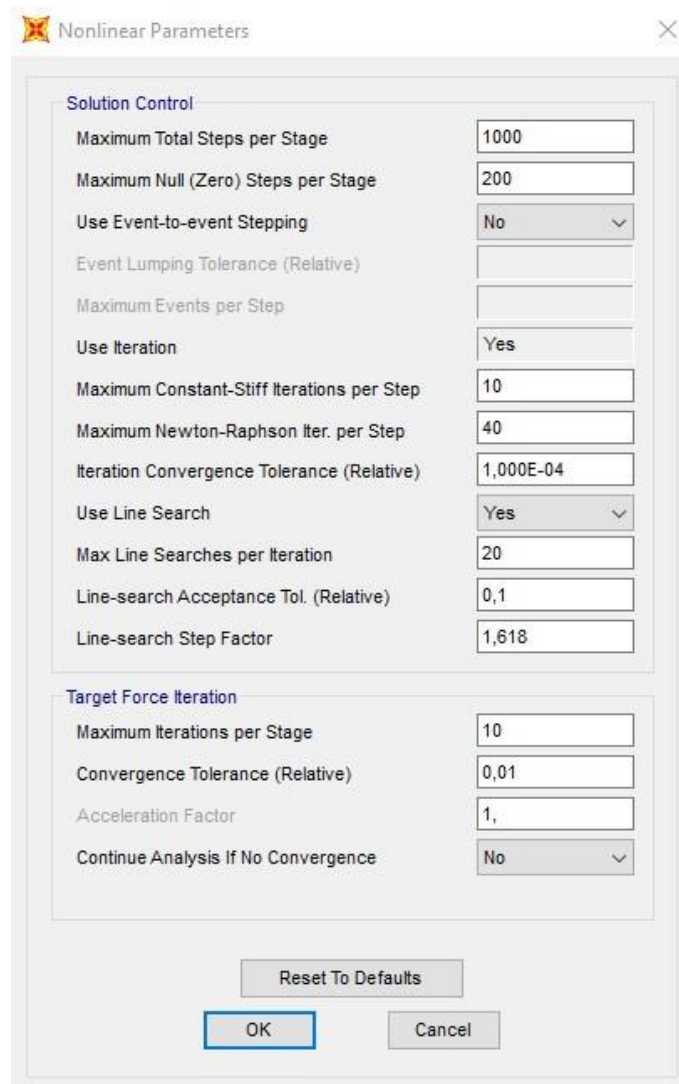 Nonlinear Parameters
Solution Control
Maximum Total Steps per Stage 1000
Maximum Null (Zero) Steps per Stage 200
Use Event-to-event Stepping No
Event Lumping Tolerance (Relative)
Maximum Events per Step
Use Iteration Yes
Maximum Constant-Stiff Iterations per Step 10
Maximum Newton-Raphson Iter. per Step 40
Iteration Convergence Tolerance (Relative) 1,000E-04
Use Line Search Yes
Max Line Searches per Iteration 20
Line-search Acceptance Tol. (Relative) 0,1
Line-search Step Factor 1,618
Target Force Iteration
Maximum Iterations per Stage 10
Convergence Tolerance (Relative) 0,01
Acceleration Factor 1,
Continue Analysis If No Convergence No
Reset To Defaults
OK Cancel